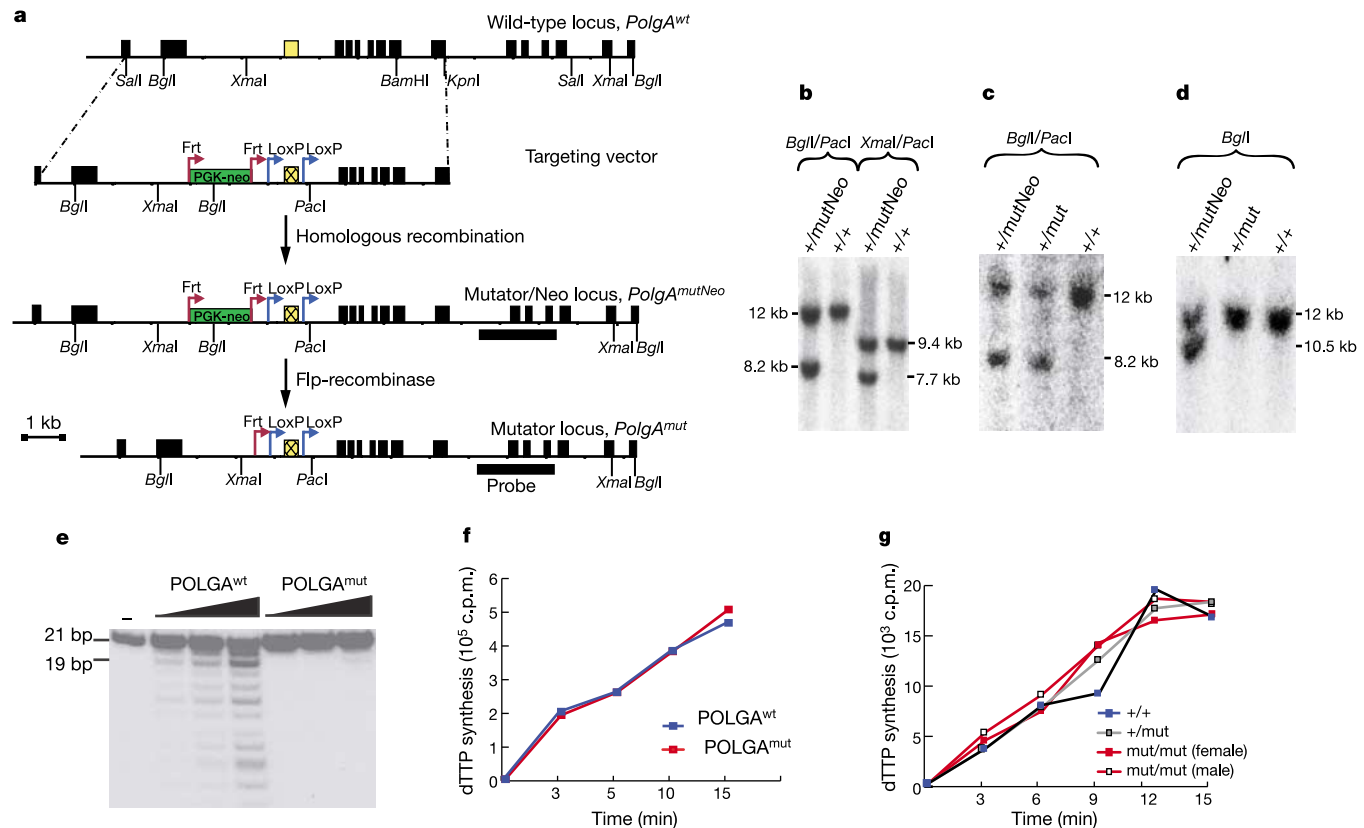 a
Wild-type locus, PolgA^wt
SalI BglI XmaI BamHI KpnI SalI XmaI BglI
Frt Frt LoxP LoxP
Targeting vector
PGK-neo
BglI XmaI BglI PacI
Homologous recombination
Frt Frt LoxP LoxP
Mutator/Neo locus, PolgA^mutNeo
PGK-neo
BglI XmaI BglI PacI XmaI BglI
Flp-recombinase
1 kb
Frt LoxP LoxP
Mutator locus, PolgA^mut
BglI XmaI PacI XmaI BglI
Probe
b
BglI/PacI XmaI/PacI
+/mutNeo +/+ +/mutNeo +/+
12 kb
8.2 kb
9.4 kb
7.7 kb
c
BglI/PacI
+/mutNeo +/mut +/+
12 kb
8.2 kb
d
BglI
+/mutNeo +/mut +/+
12 kb
10.5 kb
e
POLGA^wt POLGA^mut
–
21 bp
19 bp
f
dTTP synthesis (10^5 c.p.m.)
6
5
4
3
2
1
0
3 5 10 15
Time (min)
POLGA^wt
POLGA^mut
g
dTTP synthesis (10^3 c.p.m.)
20
15
10
5
0
3 6 9 12 15
Time (min)
+/+
+/mut
mut/mut (female)
mut/mut (male)